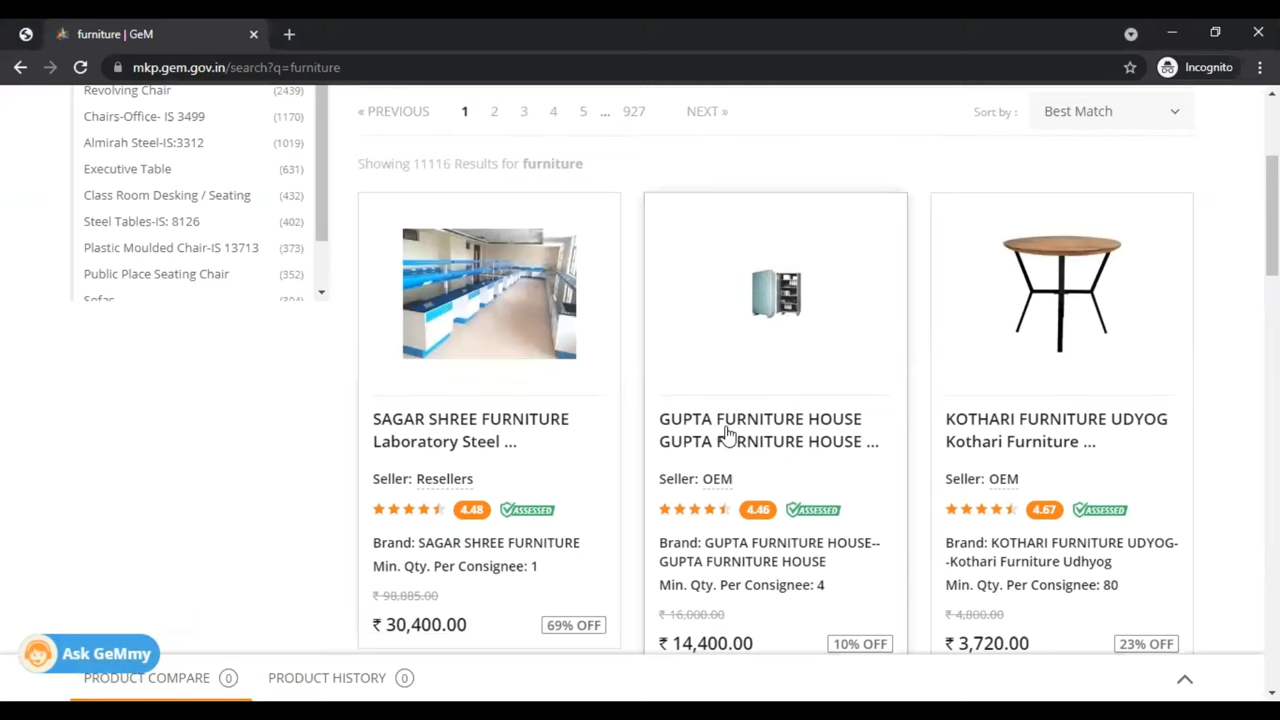 furniture | GeM
mkp.gem.gov.in/search?q=furniture
Incognito
Revolving Chair (2439)
Chairs-Office- IS 3499 (1170)
Almirah Steel-IS:3312 (1019)
Executive Table (631)
Class Room Desking / Seating (432)
Steel Tables-IS: 8126 (402)
Plastic Moulded Chair-IS 13713 (373)
Public Place Seating Chair (352)
Sofas (304)
« PREVIOUS 1 2 3 4 5 ... 927 NEXT »
Sort by : Best Match
Showing 11116 Results for furniture
SAGAR SHREE FURNITURE
Laboratory Steel ...
Seller: Resellers
4.48 ASSESSED
Brand: SAGAR SHREE FURNITURE
Min. Qty. Per Consignee: 1
₹ 98,885.00
₹ 30,400.00 69% OFF
GUPTA FURNITURE HOUSE
GUPTA FURNITURE HOUSE ...
Seller: OEM
4.46 ASSESSED
Brand: GUPTA FURNITURE HOUSE--
GUPTA FURNITURE HOUSE
Min. Qty. Per Consignee: 4
₹ 16,000.00
₹ 14,400.00 10% OFF
KOTHARI FURNITURE UDYOG
Kothari Furniture ...
Seller: OEM
4.67 ASSESSED
Brand: KOTHARI FURNITURE UDYOG-
-Kothari Furniture Udhyog
Min. Qty. Per Consignee: 80
₹ 4,800.00
₹ 3,720.00 23% OFF
Ask GeMmy
PRODUCT COMPARE 0
PRODUCT HISTORY 0